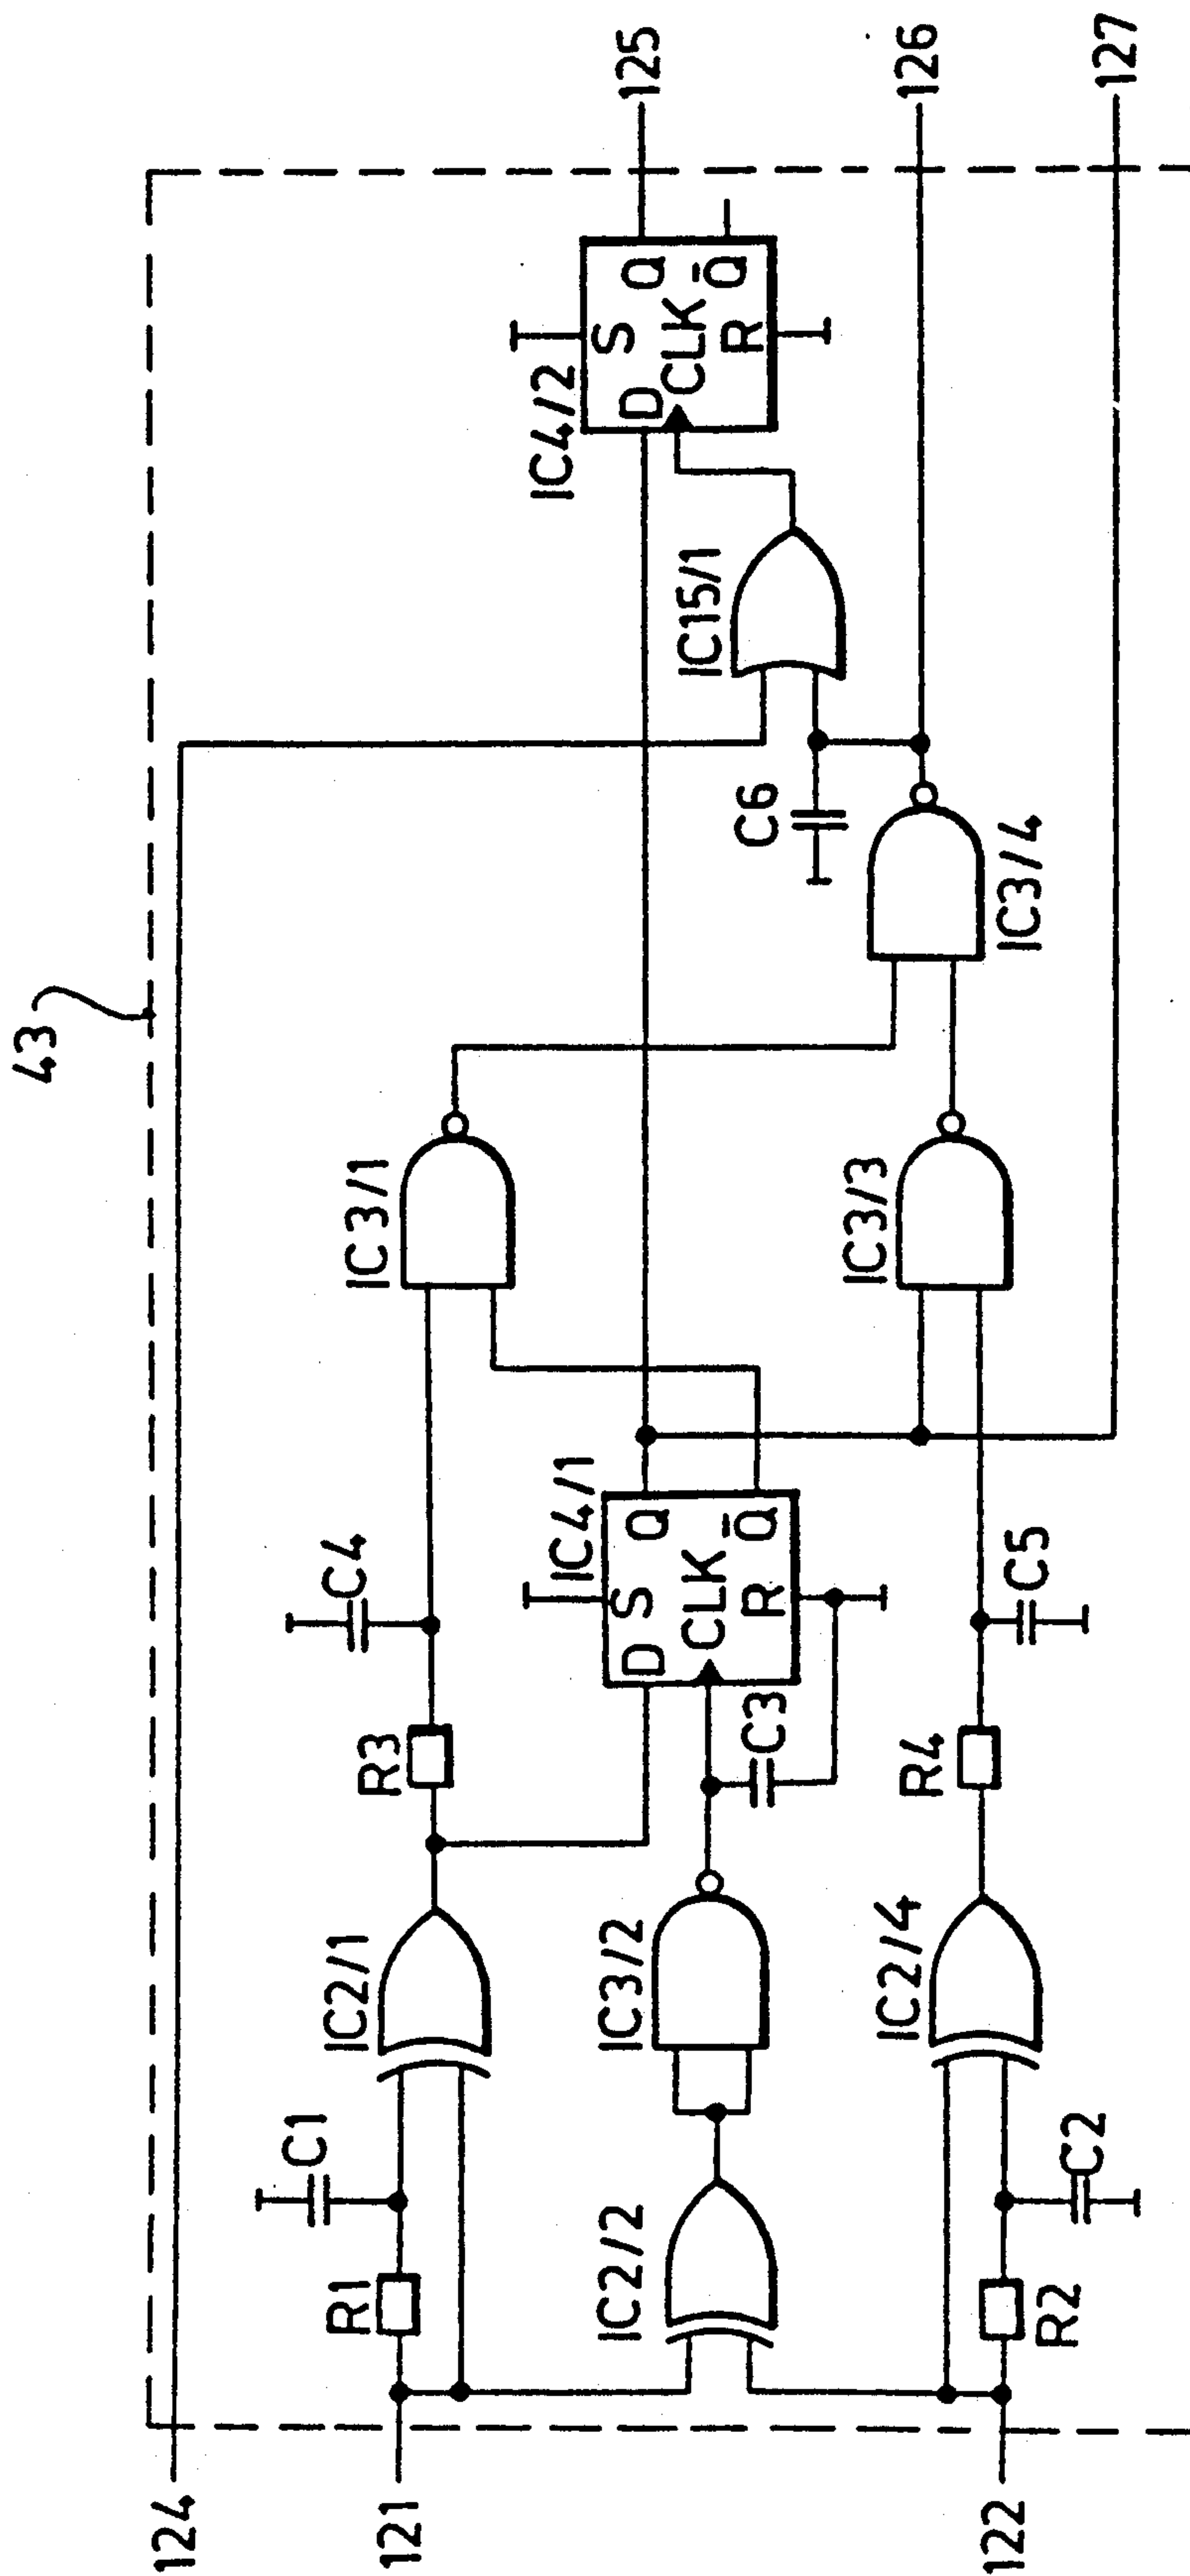 43
124
121
122
125
126
127
R1
C1
IC2/1
R3
C4
IC3/1
IC2/2
IC3/2
C3
IC4/1
S
D
Q
CLK
Q̄
R
R2
C2
IC2/4
R4
C5
IC3/3
IC3/4
C6
IC15/1
IC4/2
S
D
Q
CLK
Q̄
R